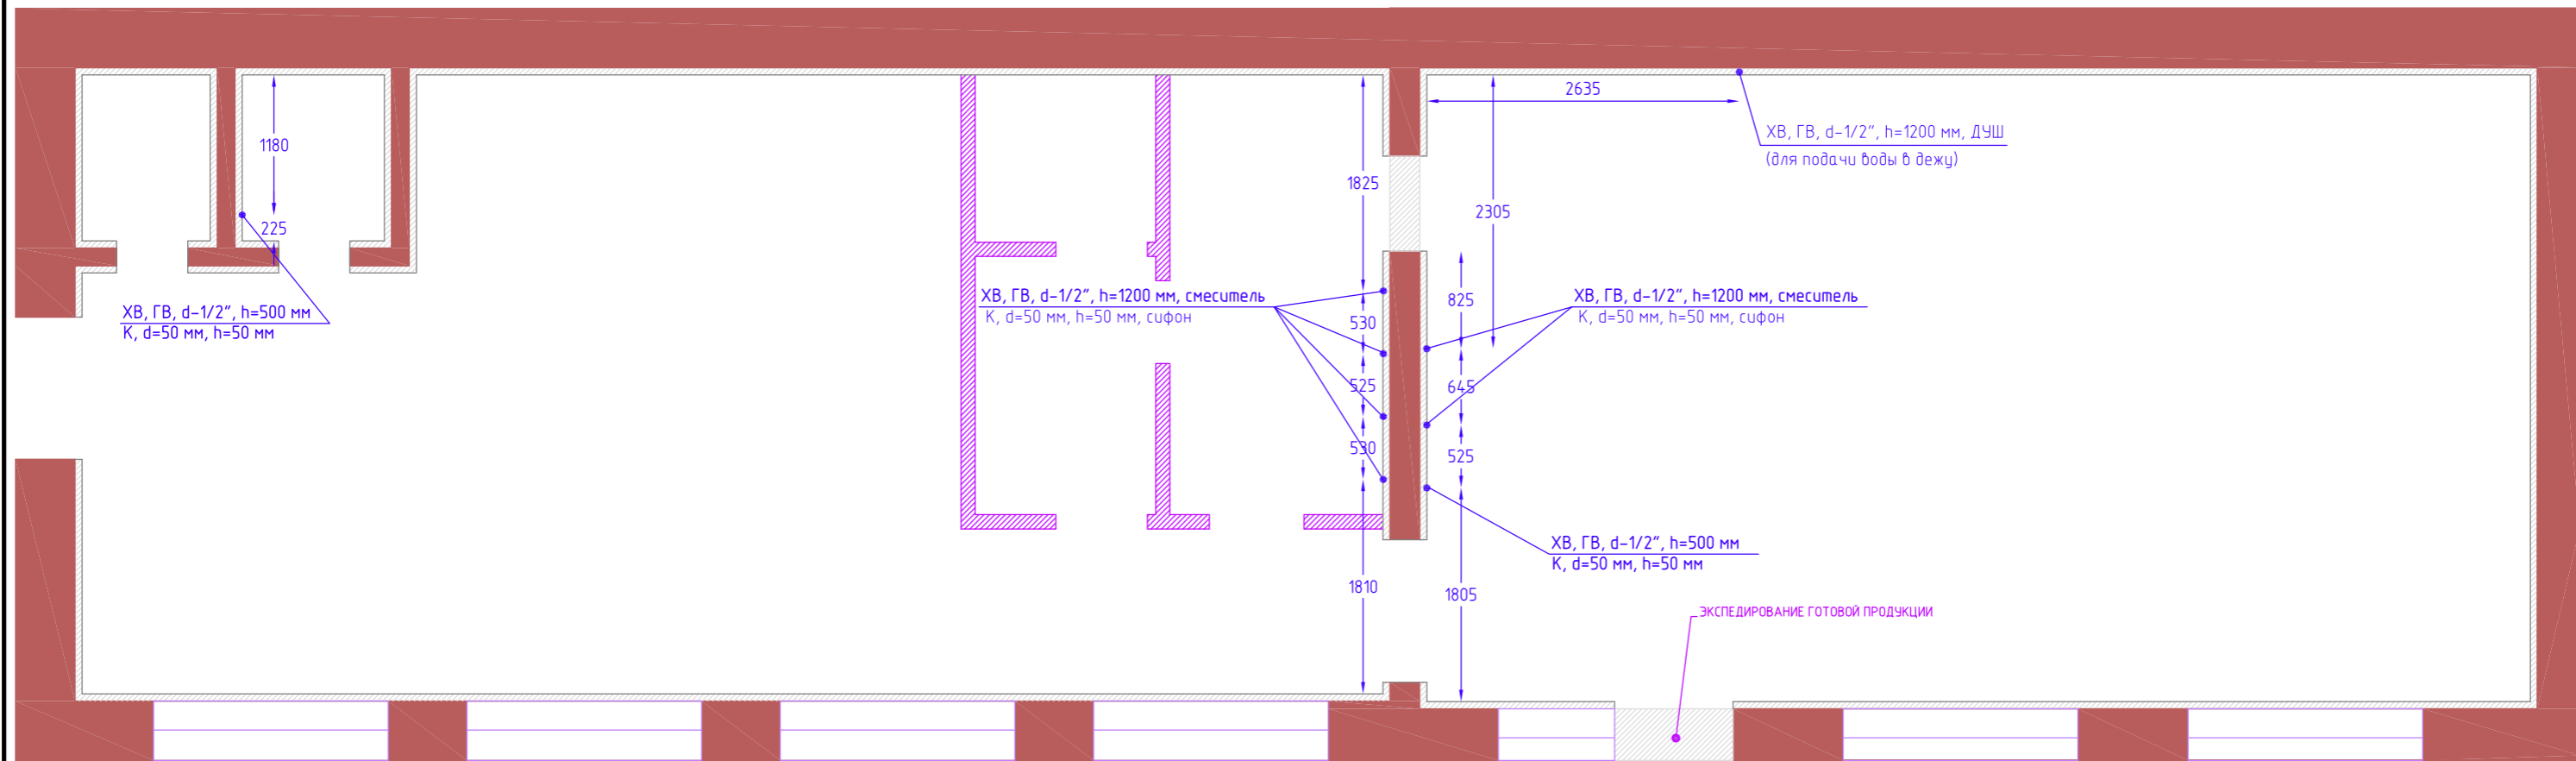 2635
ХВ, ГВ, d-1/2", h=1200 мм, ДУШ
(для подачи воды в дежу)
1180
1825
2305
225
ХВ, ГВ, d-1/2", h=500 мм
К, d=50 мм, h=50 мм
ХВ, ГВ, d-1/2", h=1200 мм, смеситель
К, d=50 мм, h=50 мм, сифон
530
825
ХВ, ГВ, d-1/2", h=1200 мм, смеситель
К, d=50 мм, h=50 мм, сифон
525
645
530
525
ХВ, ГВ, d-1/2", h=500 мм
К, d=50 мм, h=50 мм
1810
1805
ЭКСПЕДИРОВАНИЕ ГОТОВОЙ ПРОДУКЦИИ